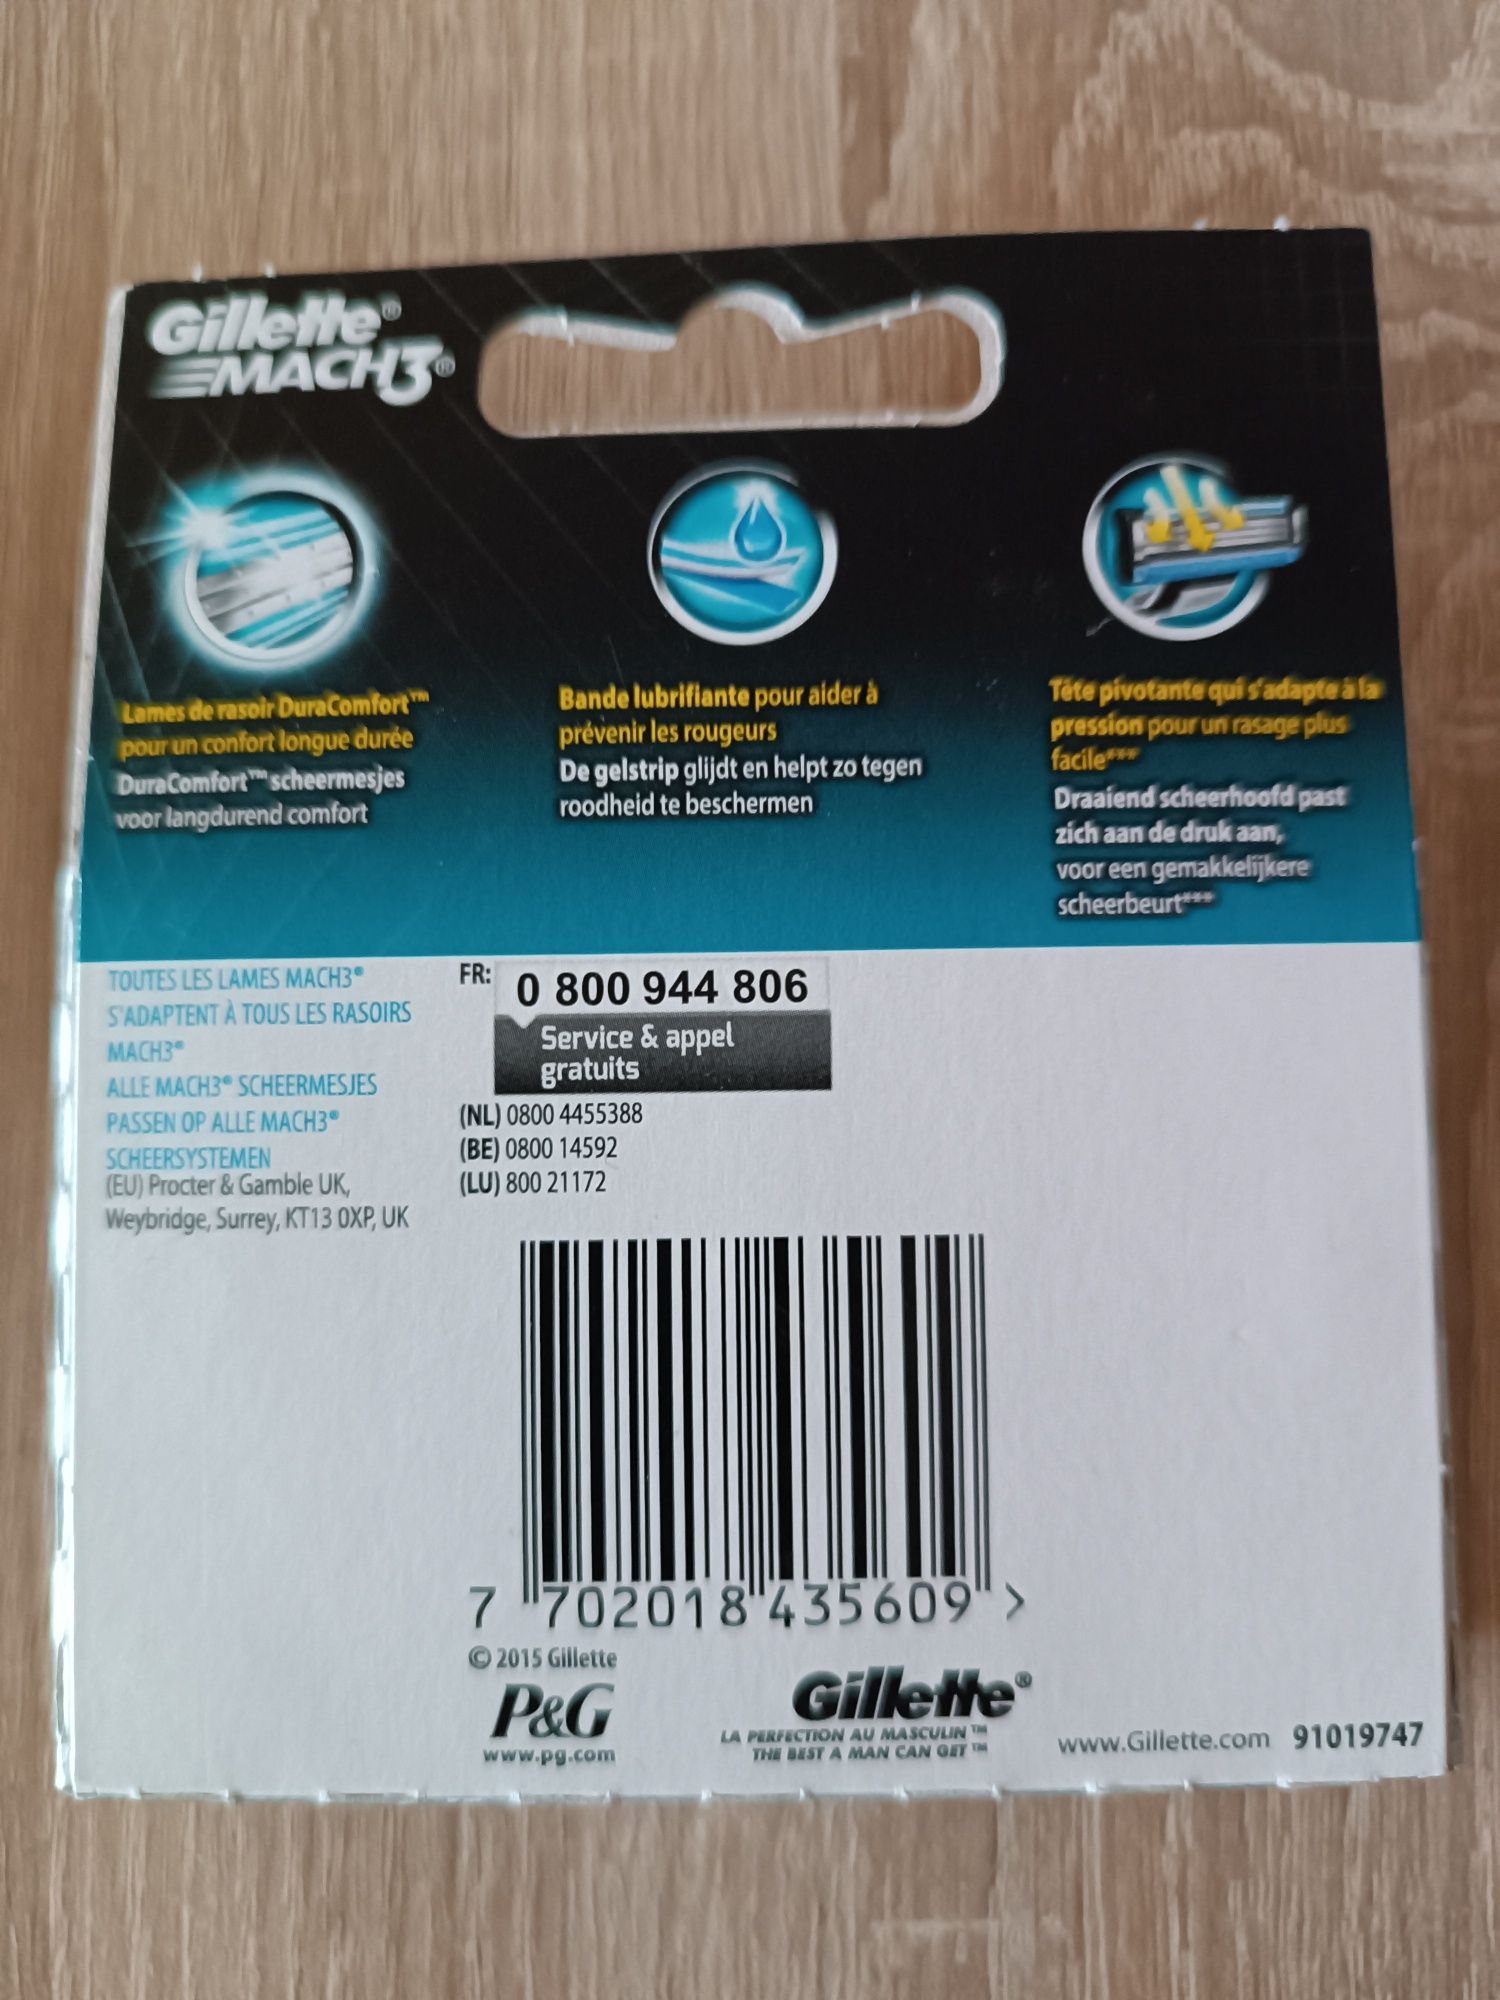 Gillette®
MACH3®
Lames de rasoir DuraComfort™
pour un confort longue durée
DuraComfort™ scheermesjes
voor langdurend comfort
Bande lubrifiante pour aider à
prévenir les rougeurs
De gelstrip glijdt en helpt zo tegen
roodheid te beschermen
Tête pivotante qui s'adapte à la
pression pour un rasage plus
facile***
Draaiend scheerhoofd past
zich aan de druk aan,
voor een gemakkelijkere
scheerbeurt***
TOUTES LES LAMES MACH3®
S'ADAPTENT À TOUS LES RASOIRS
MACH3®
ALLE MACH3® SCHEERMESJES
PASSEN OP ALLE MACH3®
SCHEERSYSTEMEN
(EU) Procter & Gamble UK,
Weybridge, Surrey, KT13 0XP, UK
FR: 0 800 944 806
Service & appel
gratuits
(NL) 0800 4455388
(BE) 0800 14592
(LU) 800 21172
7 702018 435609 >
© 2015 Gillette
P&G
www.pg.com
Gillette®
LA PERFECTION AU MASCULIN™
THE BEST A MAN CAN GET™
www.Gillette.com 91019747